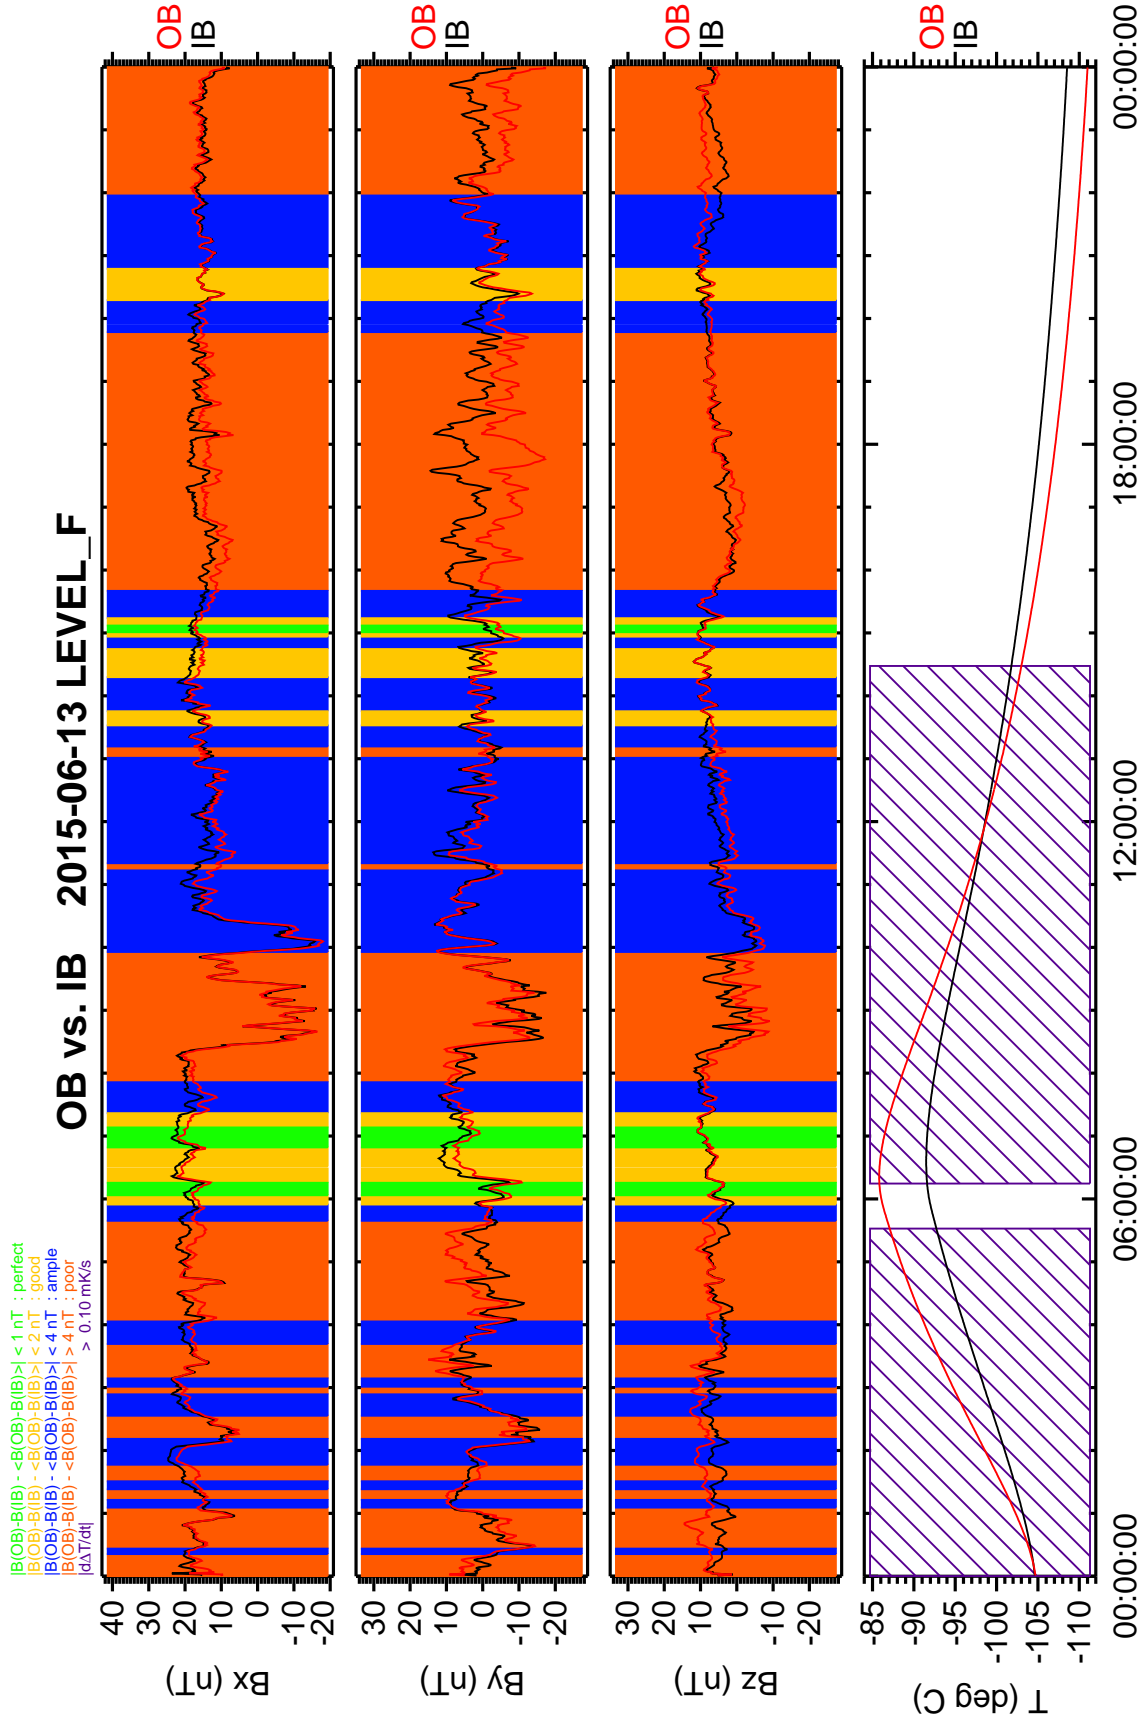 OB vs. IB 2015-06-13 LEVEL_F
|B(OB)-B(IB) - <B(OB)-B(IB)>| < 1 nT : perfect
|B(OB)-B(IB) - <B(OB)-B(IB)>| < 2 nT : good
|B(OB)-B(IB) - <B(OB)-B(IB)>| < 4 nT : ample
|B(OB)-B(IB) - <B(OB)-B(IB)>| > 4 nT : poor
|dΔT/dt| > 0.10 mK/s
Bx (nT)
40
30
20
10
0
-10
-20
OB
IB
By (nT)
30
20
10
0
-10
-20
OB
IB
Bz (nT)
30
20
10
0
-10
-20
OB
IB
T (deg C)
-85
-90
-95
-100
-105
-110
OB
IB
00:00:00
06:00:00
12:00:00
18:00:00
00:00:00